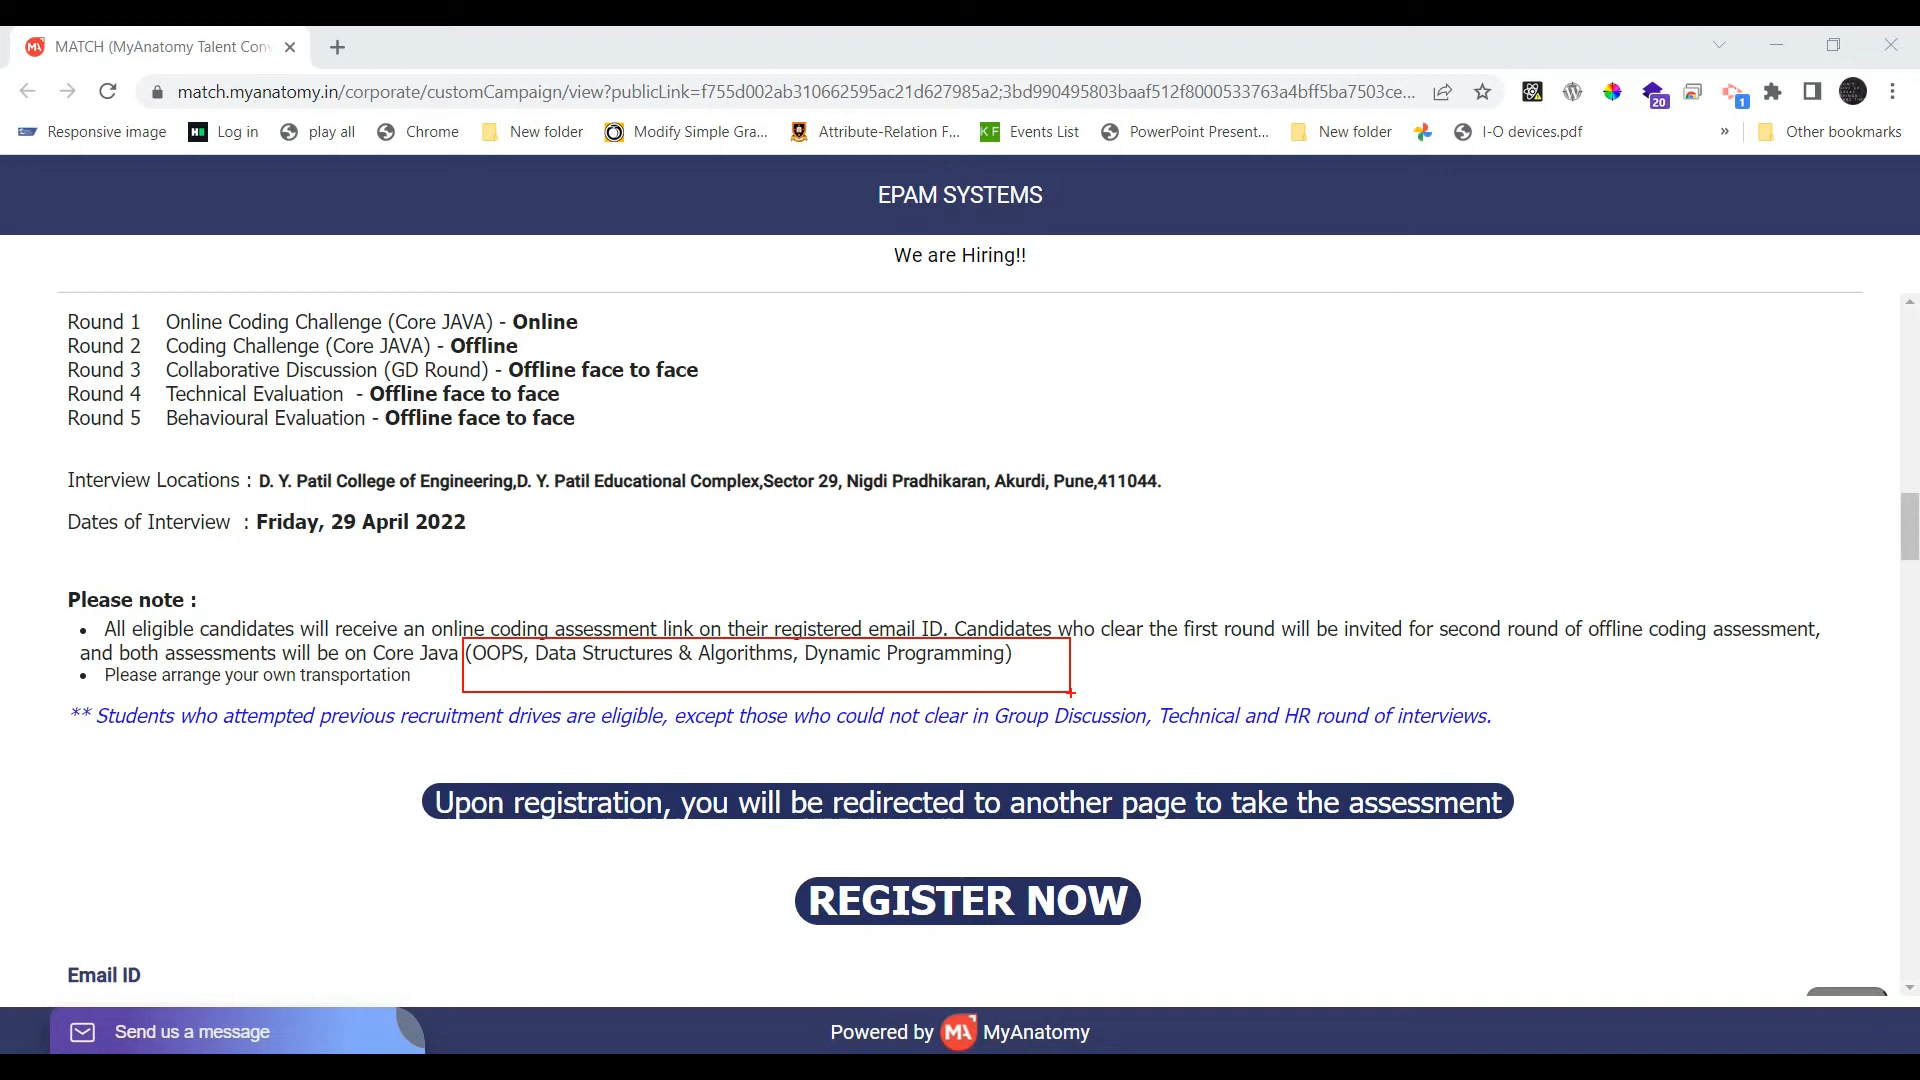 MATCH (MyAnatomy Talent Conv
match.myanatomy.in/corporate/customCampaign/view?publicLink=f755d002ab310662595ac21d627985a2;3bd990495803baaf512f8000533763a4bff5ba7503ce...
20
1
Responsive image
Log in
play all
Chrome
New folder
Modify Simple Gra...
Attribute-Relation F...
KF Events List
PowerPoint Present...
New folder
I-O devices.pdf
»
Other bookmarks
EPAM SYSTEMS
We are Hiring!!
Round 1 Online Coding Challenge (Core JAVA) - Online
Round 2 Coding Challenge (Core JAVA) - Offline
Round 3 Collaborative Discussion (GD Round) - Offline face to face
Round 4 Technical Evaluation - Offline face to face
Round 5 Behavioural Evaluation - Offline face to face
Interview Locations : D. Y. Patil College of Engineering,D. Y. Patil Educational Complex,Sector 29, Nigdi Pradhikaran, Akurdi, Pune,411044.
Dates of Interview : Friday, 29 April 2022
Please note :
• All eligible candidates will receive an online coding assessment link on their registered email ID. Candidates who clear the first round will be invited for second round of offline coding assessment,
and both assessments will be on Core Java (OOPS, Data Structures & Algorithms, Dynamic Programming)
• Please arrange your own transportation
** Students who attempted previous recruitment drives are eligible, except those who could not clear in Group Discussion, Technical and HR round of interviews.
Upon registration, you will be redirected to another page to take the assessment
REGISTER NOW
Email ID
Send us a message
Powered by MA MyAnatomy